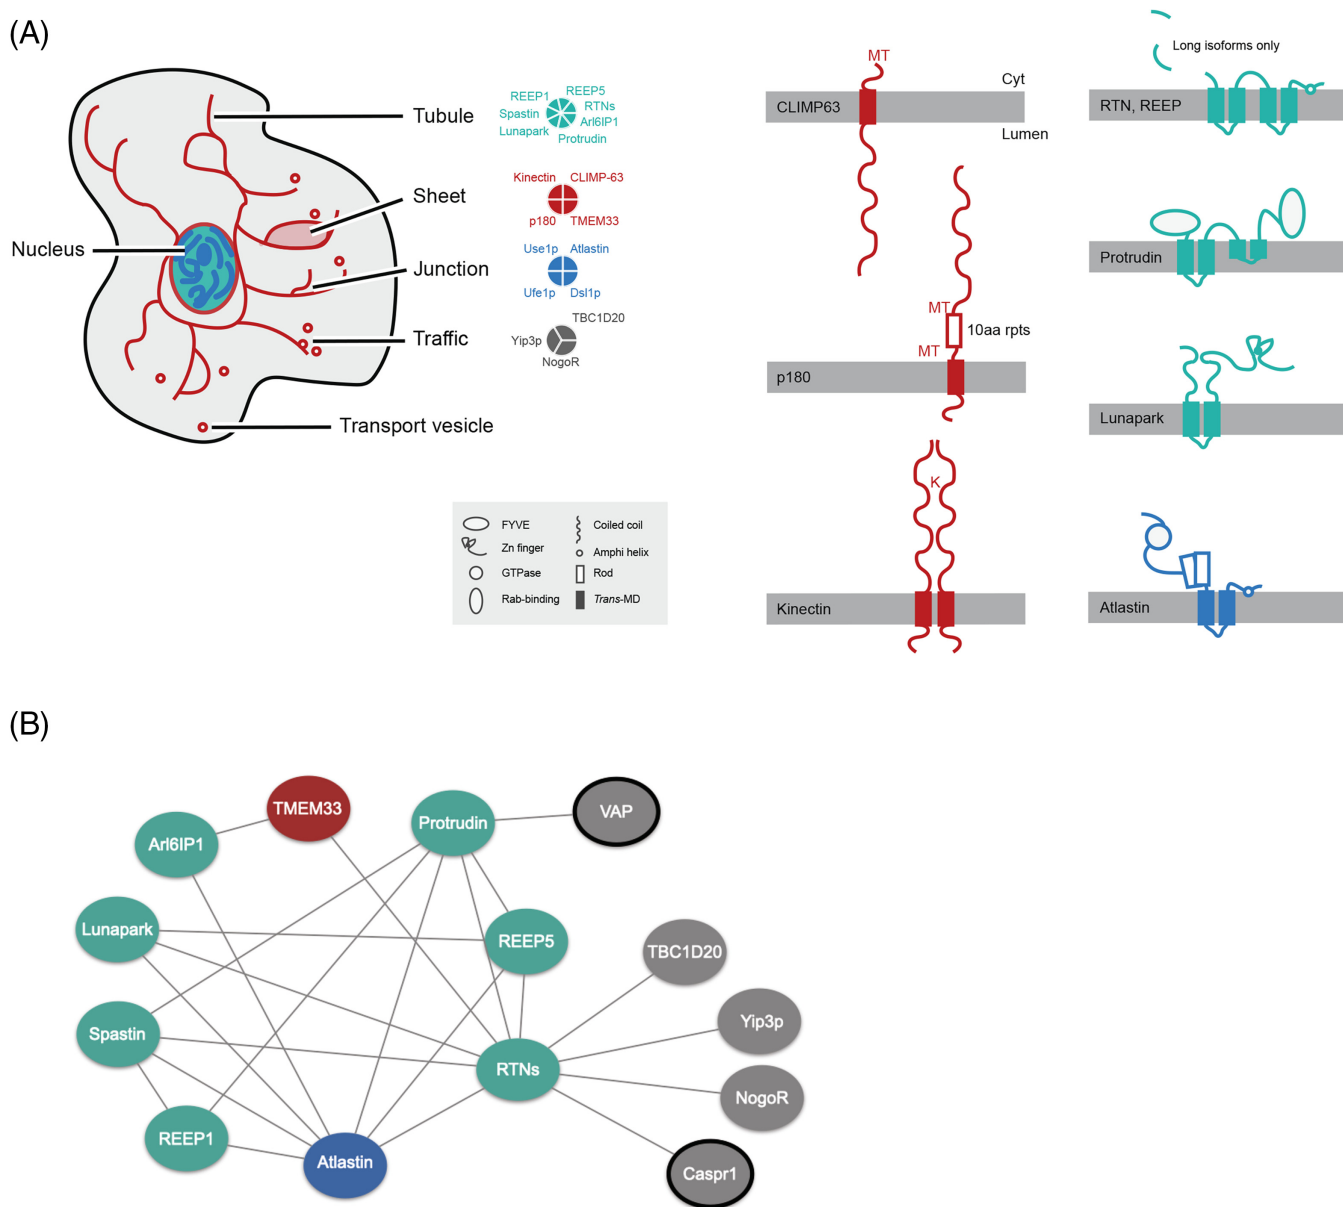 (A)
Tubule
Sheet
Nucleus
Junction
Traffic
Transport vesicle
REEP1
REEP5
Spastin
RTNs
Lunapark
Arl6IP1
Protrudin
Kinectin
CLIMP-63
p180
TMEM33
Use1p
Atlastin
Ufe1p
Dsl1p
TBC1D20
Yip3p
NogoR
FYVE
Zn finger
GTPase
Rab-binding
Coiled coil
Amphi helix
Rod
Trans-MD
MT
Cyt
CLIMP63
Lumen
MT
10aa rpts
MT
p180
K
Kinectin
Long isoforms only
RTN, REEP
Protrudin
Lunapark
Atlastin
(B)
TMEM33
Protrudin
VAP
Arl6IP1
Lunapark
REEP5
TBC1D20
Spastin
Yip3p
RTNs
NogoR
REEP1
Atlastin
Caspr1